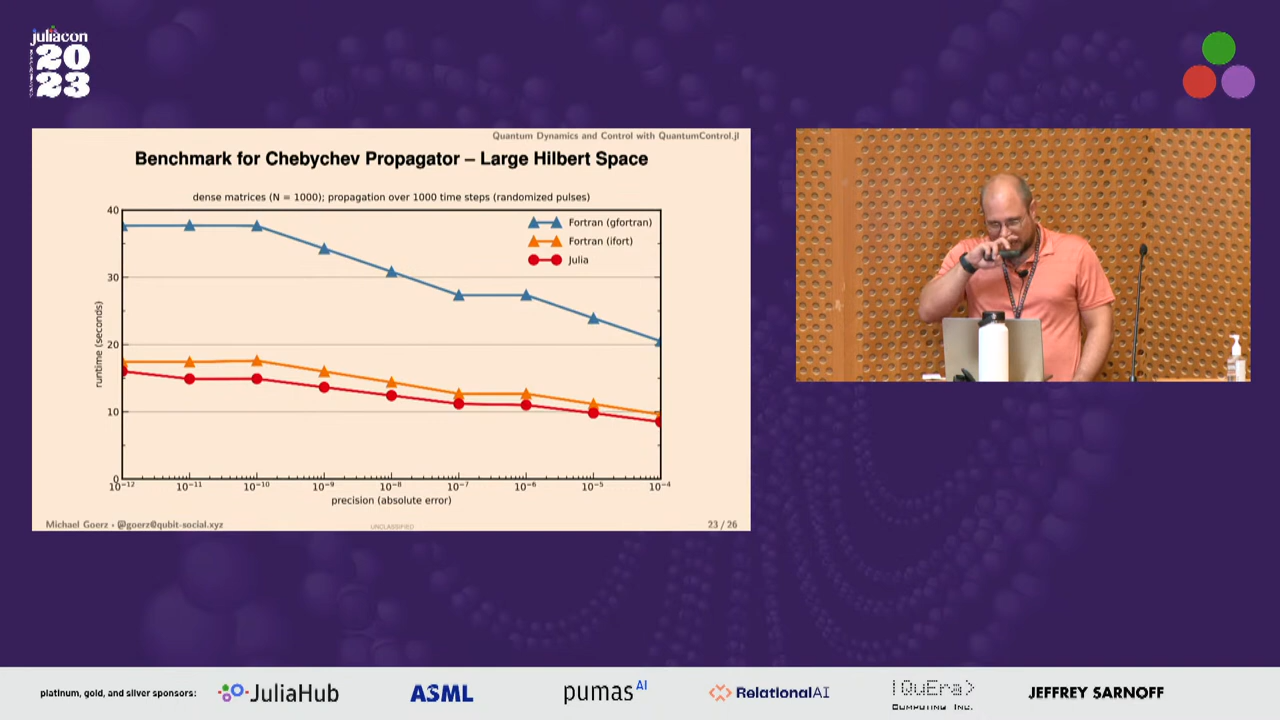 juliacon
20
23
Quantum Dynamics and Control with QuantumControl.jl
Benchmark for Chebychev Propagator – Large Hilbert Space
dense matrices (N = 1000); propagation over 1000 time steps (randomized pulses)
40
30
20
10
0
runtime (seconds)
Fortran (gfortran)
Fortran (ifort)
Julia
10⁻¹² 10⁻¹¹ 10⁻¹⁰ 10⁻⁹ 10⁻⁸ 10⁻⁷ 10⁻⁶ 10⁻⁵ 10⁻⁴
precision (absolute error)
Michael Goerz • @goerz@qubit-social.xyz
UNCLASSIFIED
23 / 26
platinum, gold, and silver sponsors:
JuliaHub
ASML
pumas AI
RelationalAI
|QuEra⟩
COMPUTING INC.
JEFFREY SARNOFF